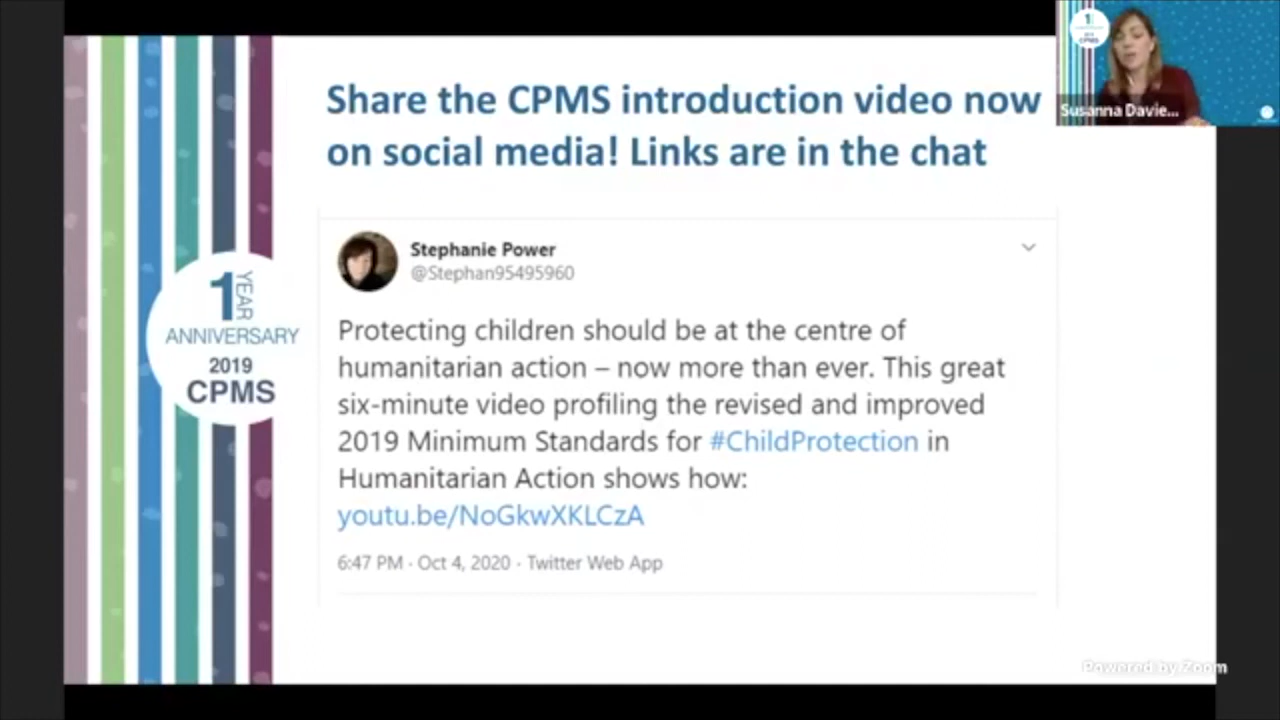 Share the CPMS introduction video now
on social media! Links are in the chat
1
CPMS
Susanna Davie...
Stephanie Power
@Stephan95495960
Protecting children should be at the centre of
humanitarian action – now more than ever. This great
six-minute video profiling the revised and improved
2019 Minimum Standards for #ChildProtection in
Humanitarian Action shows how:
youtu.be/NoGkwXKLCzA
6:47 PM · Oct 4, 2020 · Twitter Web App
1 YEAR
ANNIVERSARY
2019
CPMS
Powered by Zoom